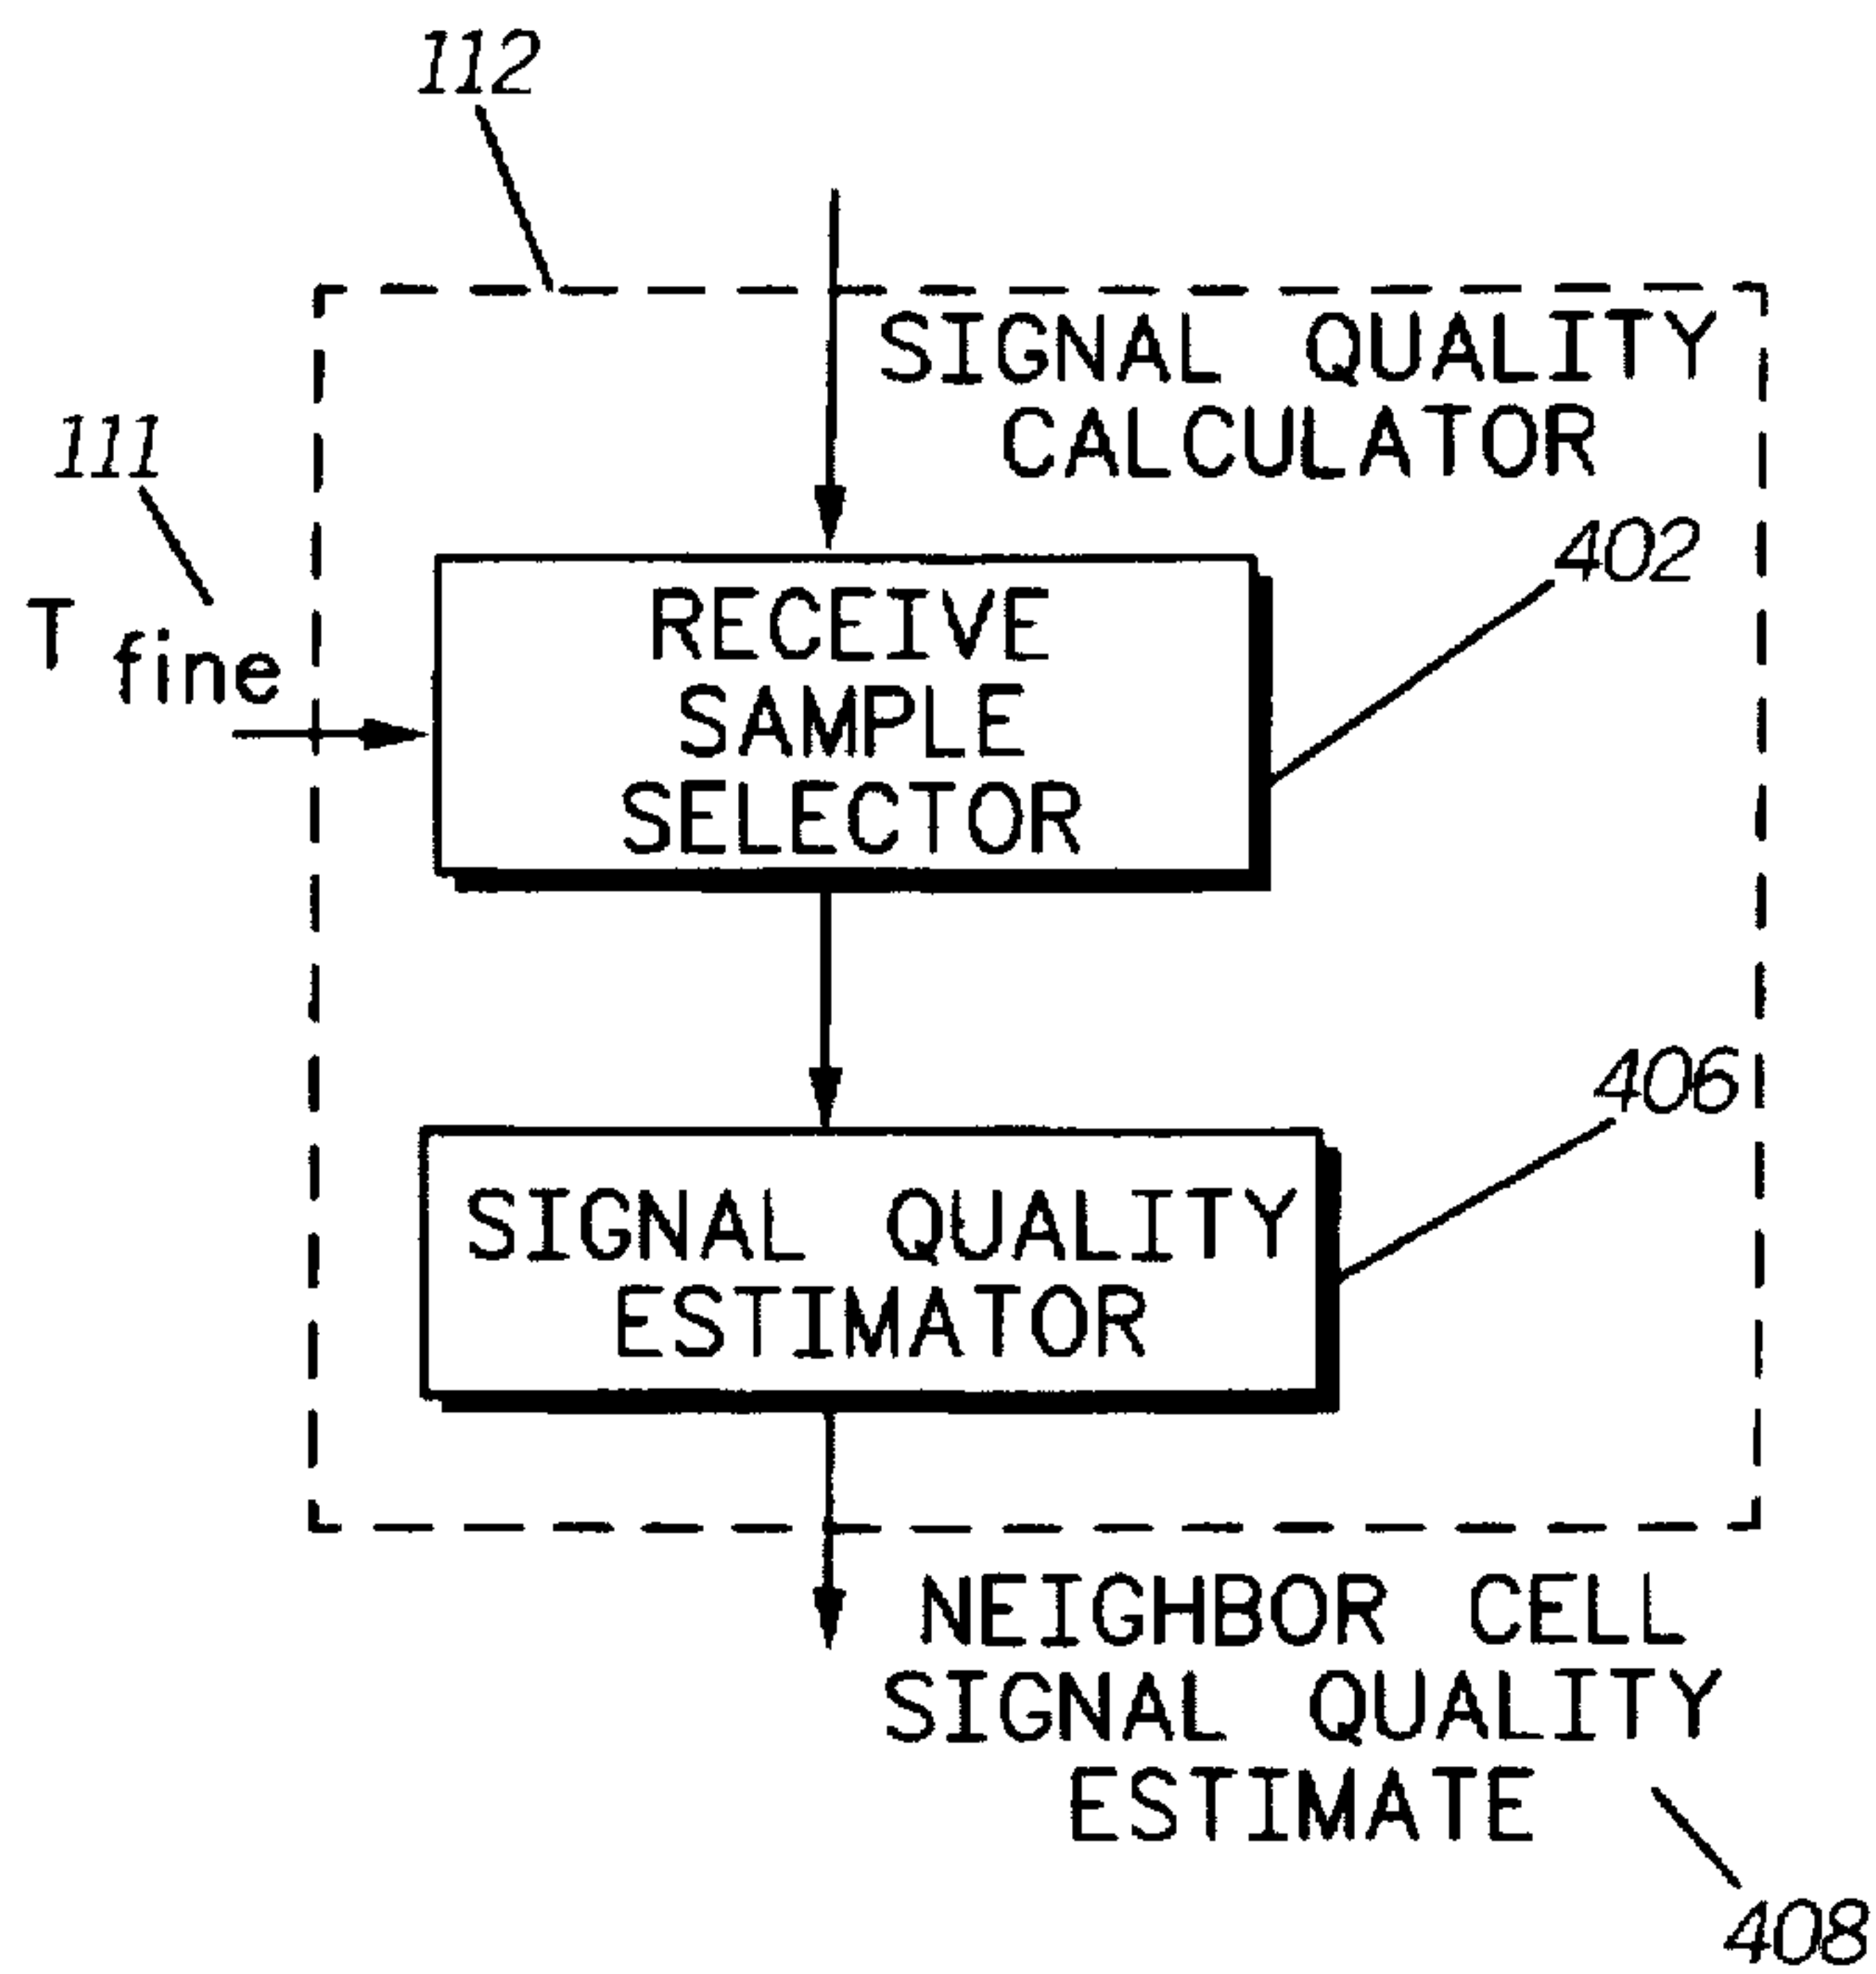 112
SIGNAL QUALITY
CALCULATOR
111
T fine
402
RECEIVE
SAMPLE
SELECTOR
406
SIGNAL QUALITY
ESTIMATOR
NEIGHBOR CELL
SIGNAL QUALITY
ESTIMATE
408